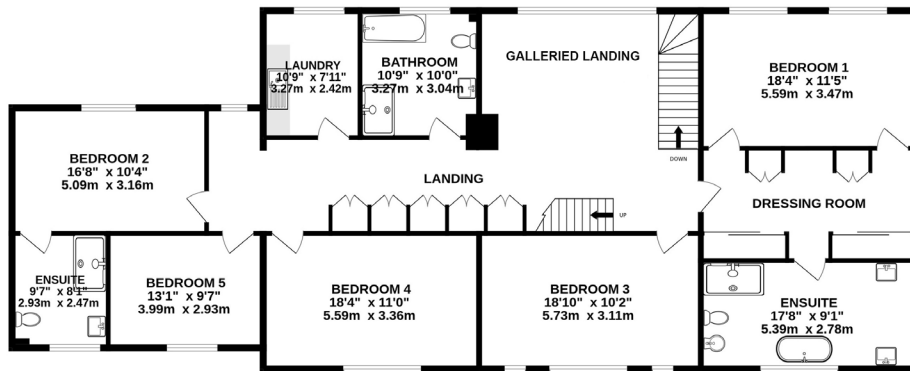 LAUNDRY
10'9" x 7'11"
3.27m x 2.42m
BATHROOM
10'9" x 10'0"
3.27m x 3.04m
GALLERIED LANDING
BEDROOM 1
18'4" x 11'5"
5.59m x 3.47m
BEDROOM 2
16'8" x 10'4"
5.09m x 3.16m
DOWN
LANDING
UP
DRESSING ROOM
ENSUITE
9'7" x 8'1"
2.93m x 2.47m
BEDROOM 5
13'1" x 9'7"
3.99m x 2.93m
BEDROOM 4
18'4" x 11'0"
5.59m x 3.36m
BEDROOM 3
18'10" x 10'2"
5.73m x 3.11m
ENSUITE
17'8" x 9'1"
5.39m x 2.78m